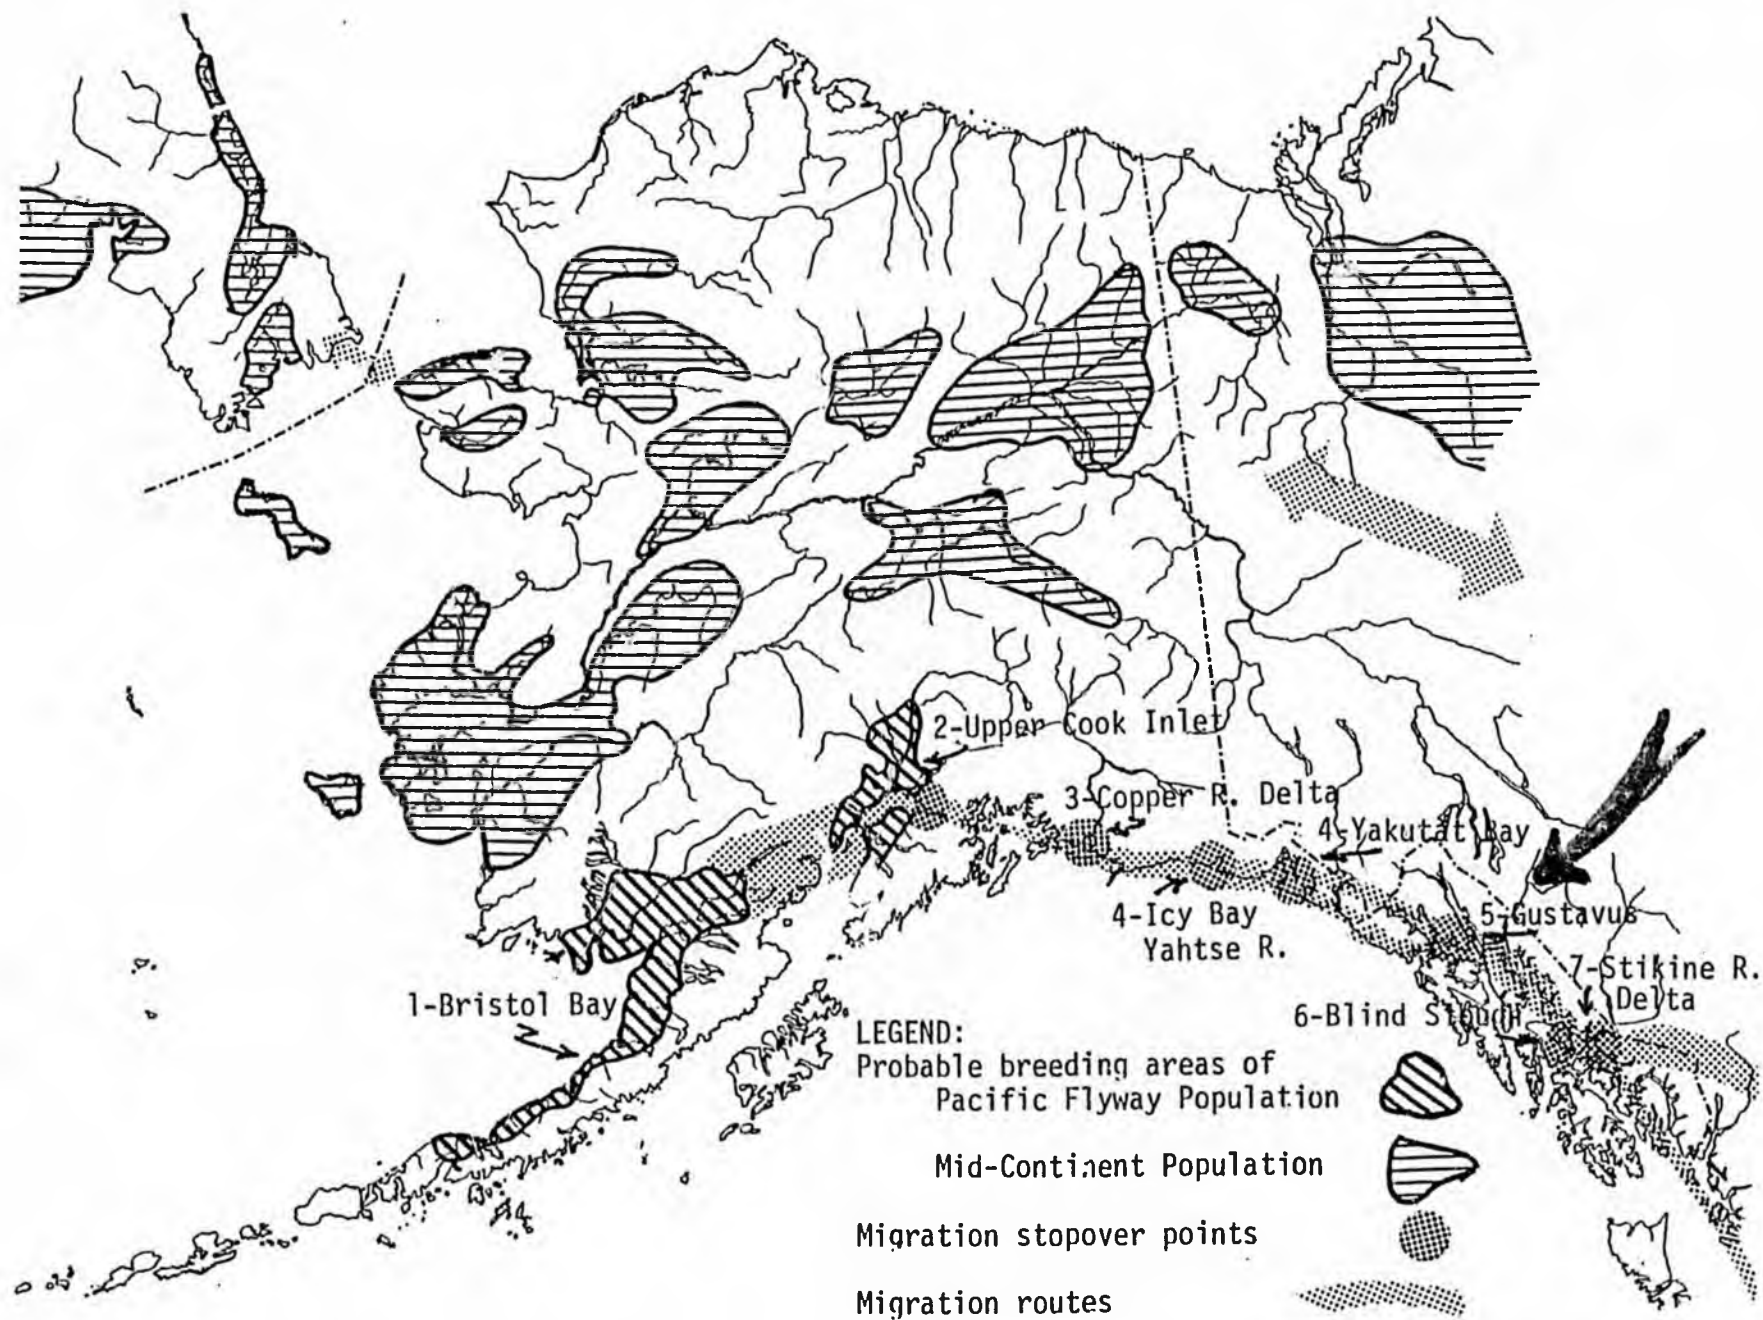 2-Upper Cook Inlet
3-Copper R. Delta
4-Yakutat Bay
4-Icy Bay
Yahtse R.
5-Gustavus
7-Stikine R.
Delta
1-Bristol Bay
6-Blind Slough
LEGEND:
Probable breeding areas of
Pacific Flyway Population
Mid-Continent Population
Migration stopover points
Migration routes